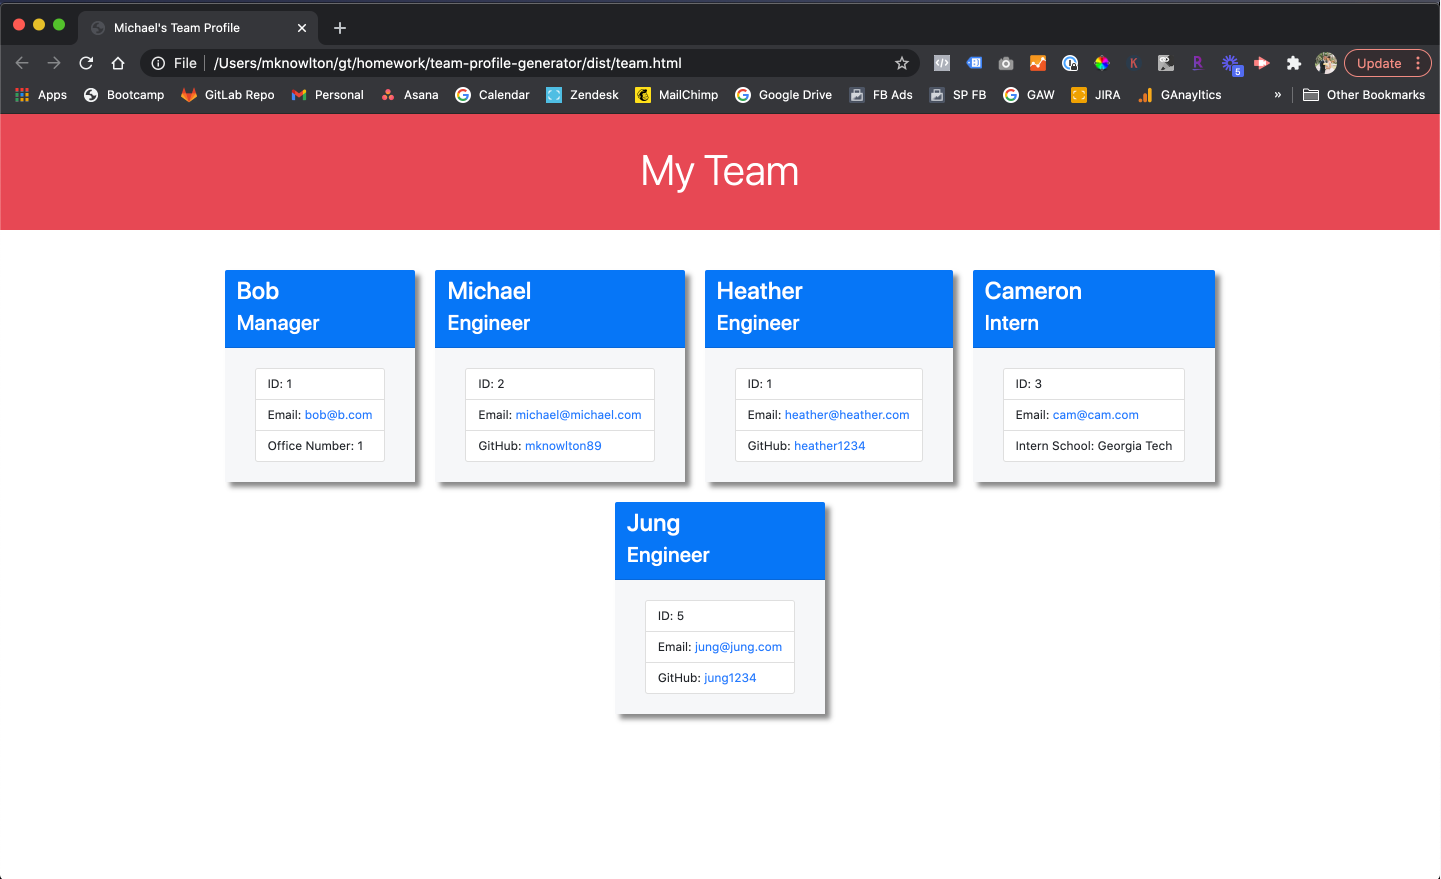 Michael's Team Profile
File /Users/mknowlton/gt/homework/team-profile-generator/dist/team.html
5
Update
Apps Bootcamp GitLab Repo Personal Asana Calendar Zendesk MailChimp Google Drive FB Ads SP FB GAW JIRA GAnayltics » Other Bookmarks
My Team
Bob
Manager
ID: 1
Email: bob@b.com
Office Number: 1
Michael
Engineer
ID: 2
Email: michael@michael.com
GitHub: mknowlton89
Heather
Engineer
ID: 1
Email: heather@heather.com
GitHub: heather1234
Cameron
Intern
ID: 3
Email: cam@cam.com
Intern School: Georgia Tech
Jung
Engineer
ID: 5
Email: jung@jung.com
GitHub: jung1234